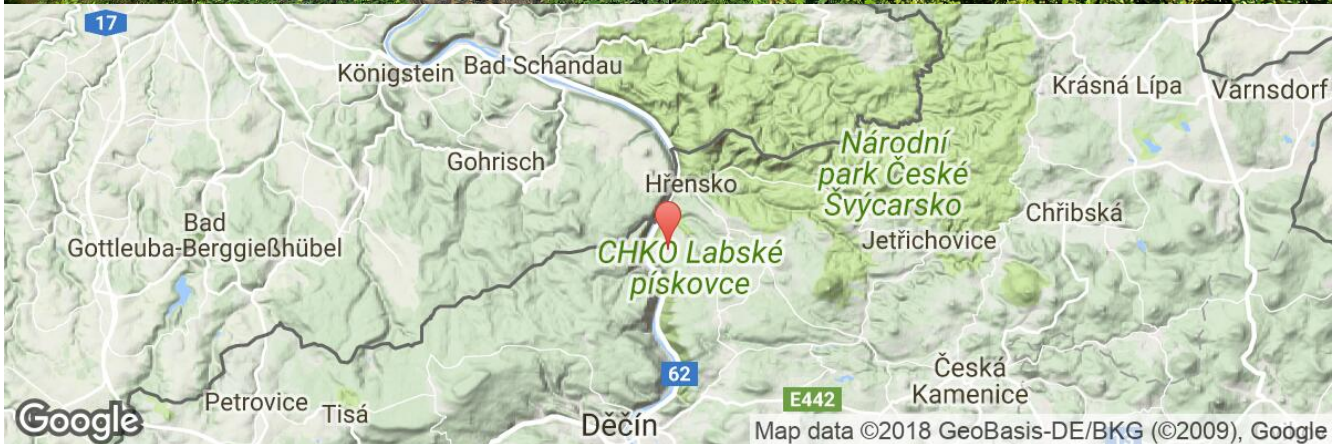 17
Königstein
Bad Schandau
Krásná Lípa
Varnsdorf
Gohrisch
Národní
park České
Švýcarsko
Hřensko
Chřibská
Bad
Gottleuba-Berggießhübel
CHKO Labské
pískovce
Jetřichovice
62
Česká
Kamenice
Petrovice
Tisá
E442
Děčín
Google
Map data ©2018 GeoBasis-DE/BKG (©2009), Google